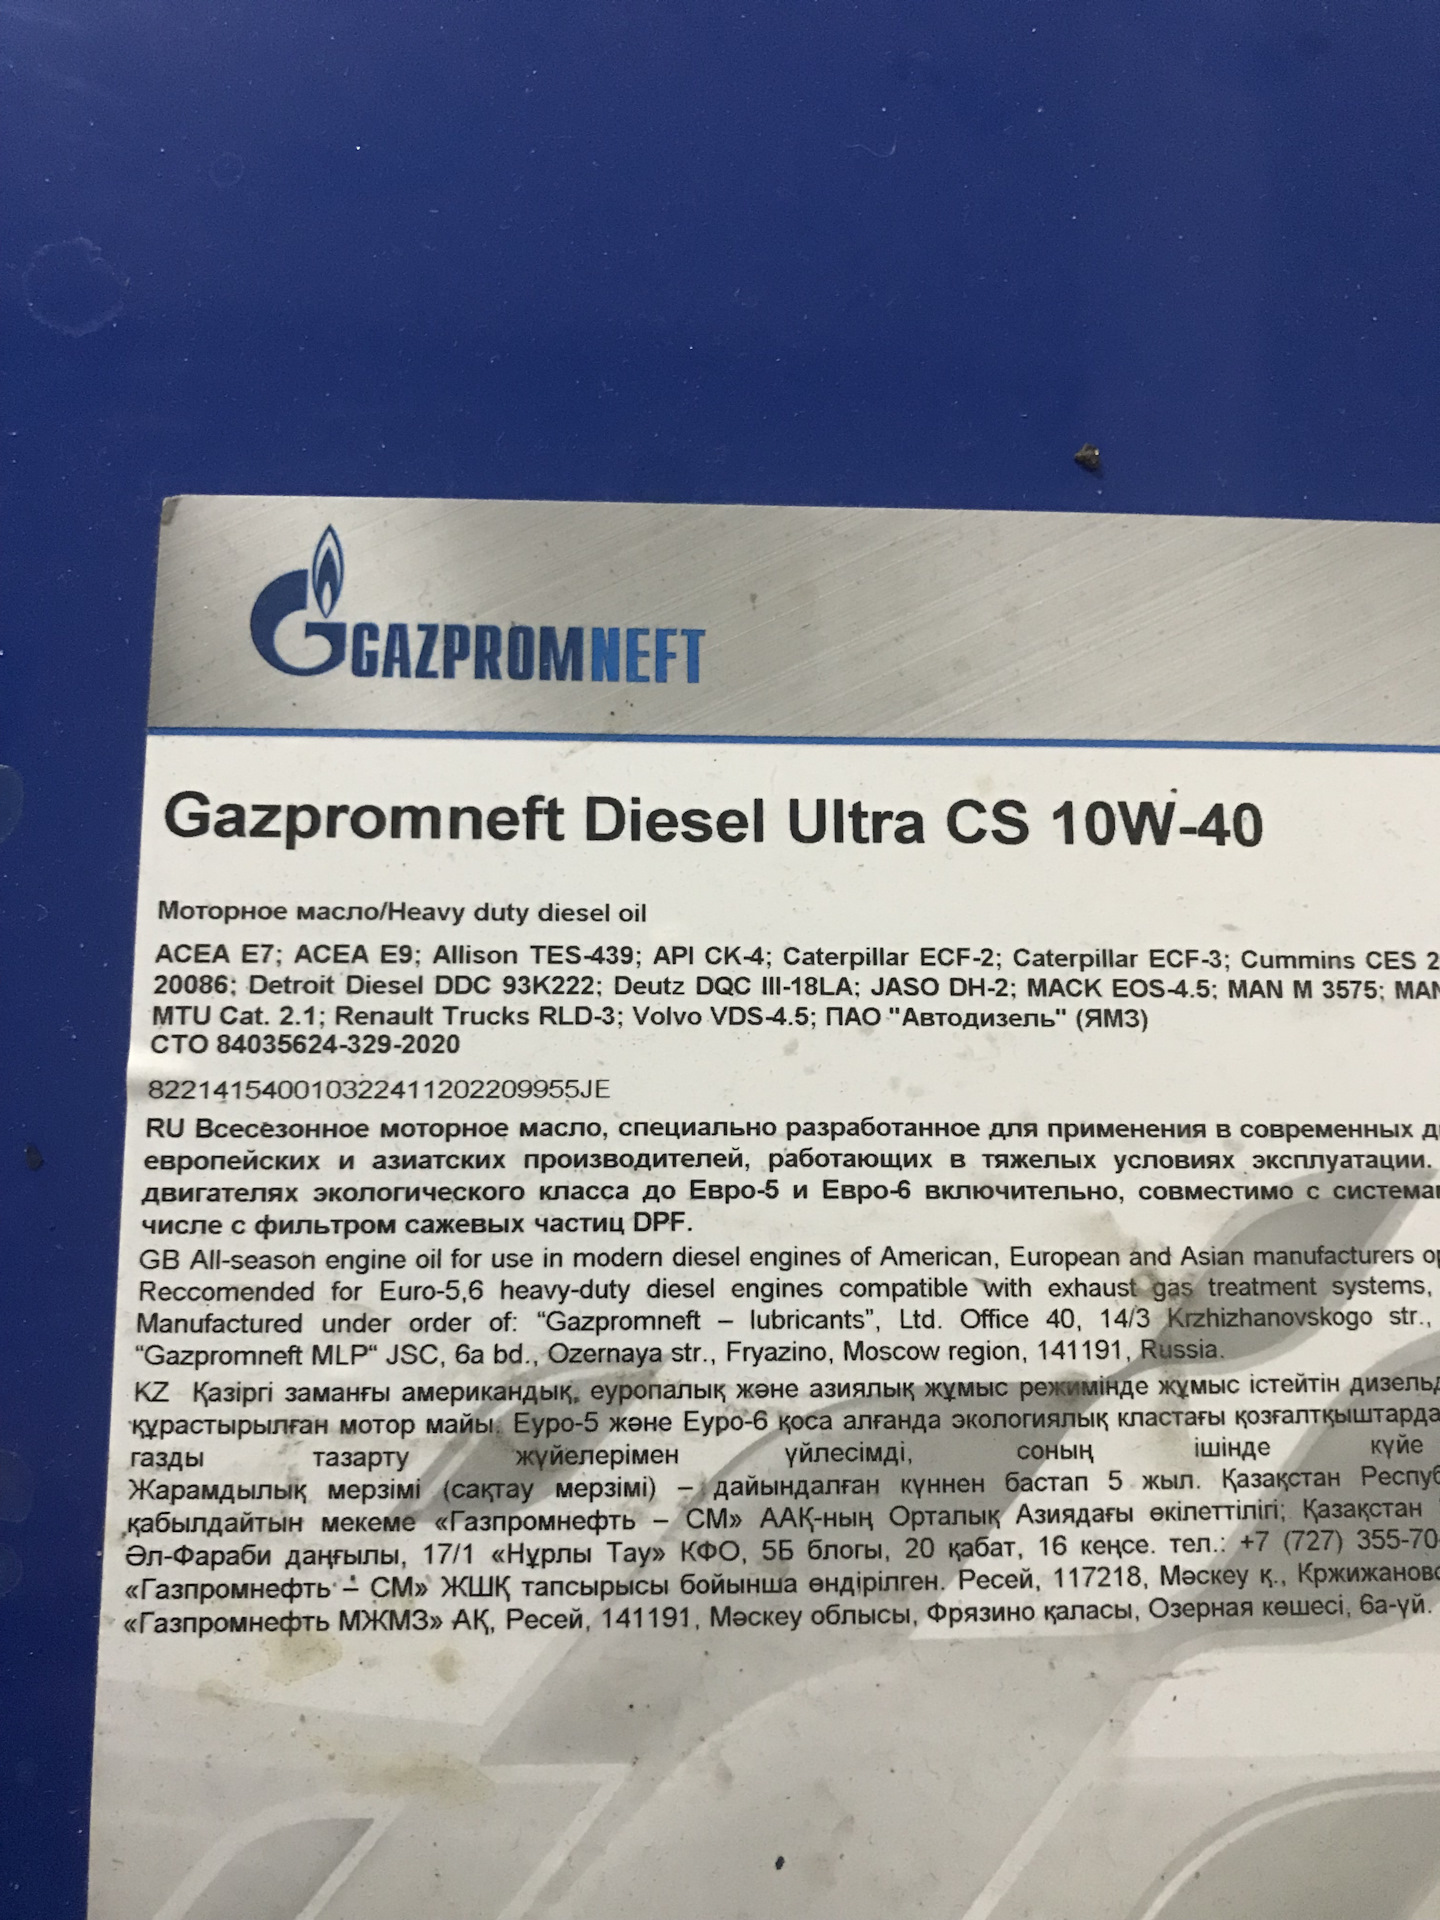 GAZPROMNEFT
Gazpromneft Diesel Ultra CS 10W-40
Моторное масло/Heavy duty diesel oil
ACEA E7; ACEA E9; Allison TES-439; API CK-4; Caterpillar ECF-2; Caterpillar ECF-3; Cummins CES 2
20086; Detroit Diesel DDC 93K222; Deutz DQC III-18LA; JASO DH-2; MACK EOS-4.5; MAN M 3575; MAN
MTU Cat. 2.1; Renault Trucks RLD-3; Volvo VDS-4.5; ПАО "Автодизель" (ЯМЗ)
СТО 84035624-329-2020
822141540010322411202209955JE
RU Всесезонное моторное масло, специально разработанное для применения в современных д
европейских и азиатских производителей, работающих в тяжелых условиях эксплуатации.
двигателях экологического класса до Евро-5 и Евро-6 включительно, совместимо с система
числе с фильтром сажевых частиц DPF.
GB All-season engine oil for use in modern diesel engines of American, European and Asian manufacturers op
Reccomended for Euro-5,6 heavy-duty diesel engines compatible with exhaust gas treatment systems,
Manufactured under order of: “Gazpromneft – lubricants”, Ltd. Office 40, 14/3 Krzhizhanovskogo str.,
“Gazpromneft MLP“ JSC, 6a bd., Ozernaya str., Fryazino, Moscow region, 141191, Russia.
KZ Қазіргі заманғы американдық, еуропалық және азиялық жұмыс режимінде жұмыс істейтін дизельд
құрастырылған мотор майы. Еуро-5 және Еуро-6 қоса алғанда экологиялық кластағы қозғалтқыштарда
газды тазарту жүйелерімен үйлесімді, соның ішінде күйе
Жарамдылық мерзімі (сақтау мерзімі) – дайындалған күннен бастап 5 жыл. Қазақстан Респуб
қабылдайтын мекеме «Газпромнефть – СМ» ААҚ-ның Орталық Азиядағы өкілеттілігі; Қазақстан
Әл-Фараби даңғылы, 17/1 «Нұрлы Тау» КФО, 5Б блогы, 20 қабат, 16 кеңсе. тел.: +7 (727) 355-70-
«Газпромнефть – СМ» ЖШҚ тапсырысы бойынша өндірілген. Ресей, 117218, Мәскеу қ., Кржижановс
«Газпромнефть МЖМЗ» АҚ, Ресей, 141191, Мәскеу облысы, Фрязино қаласы, Озерная көшесі, 6а-үй.